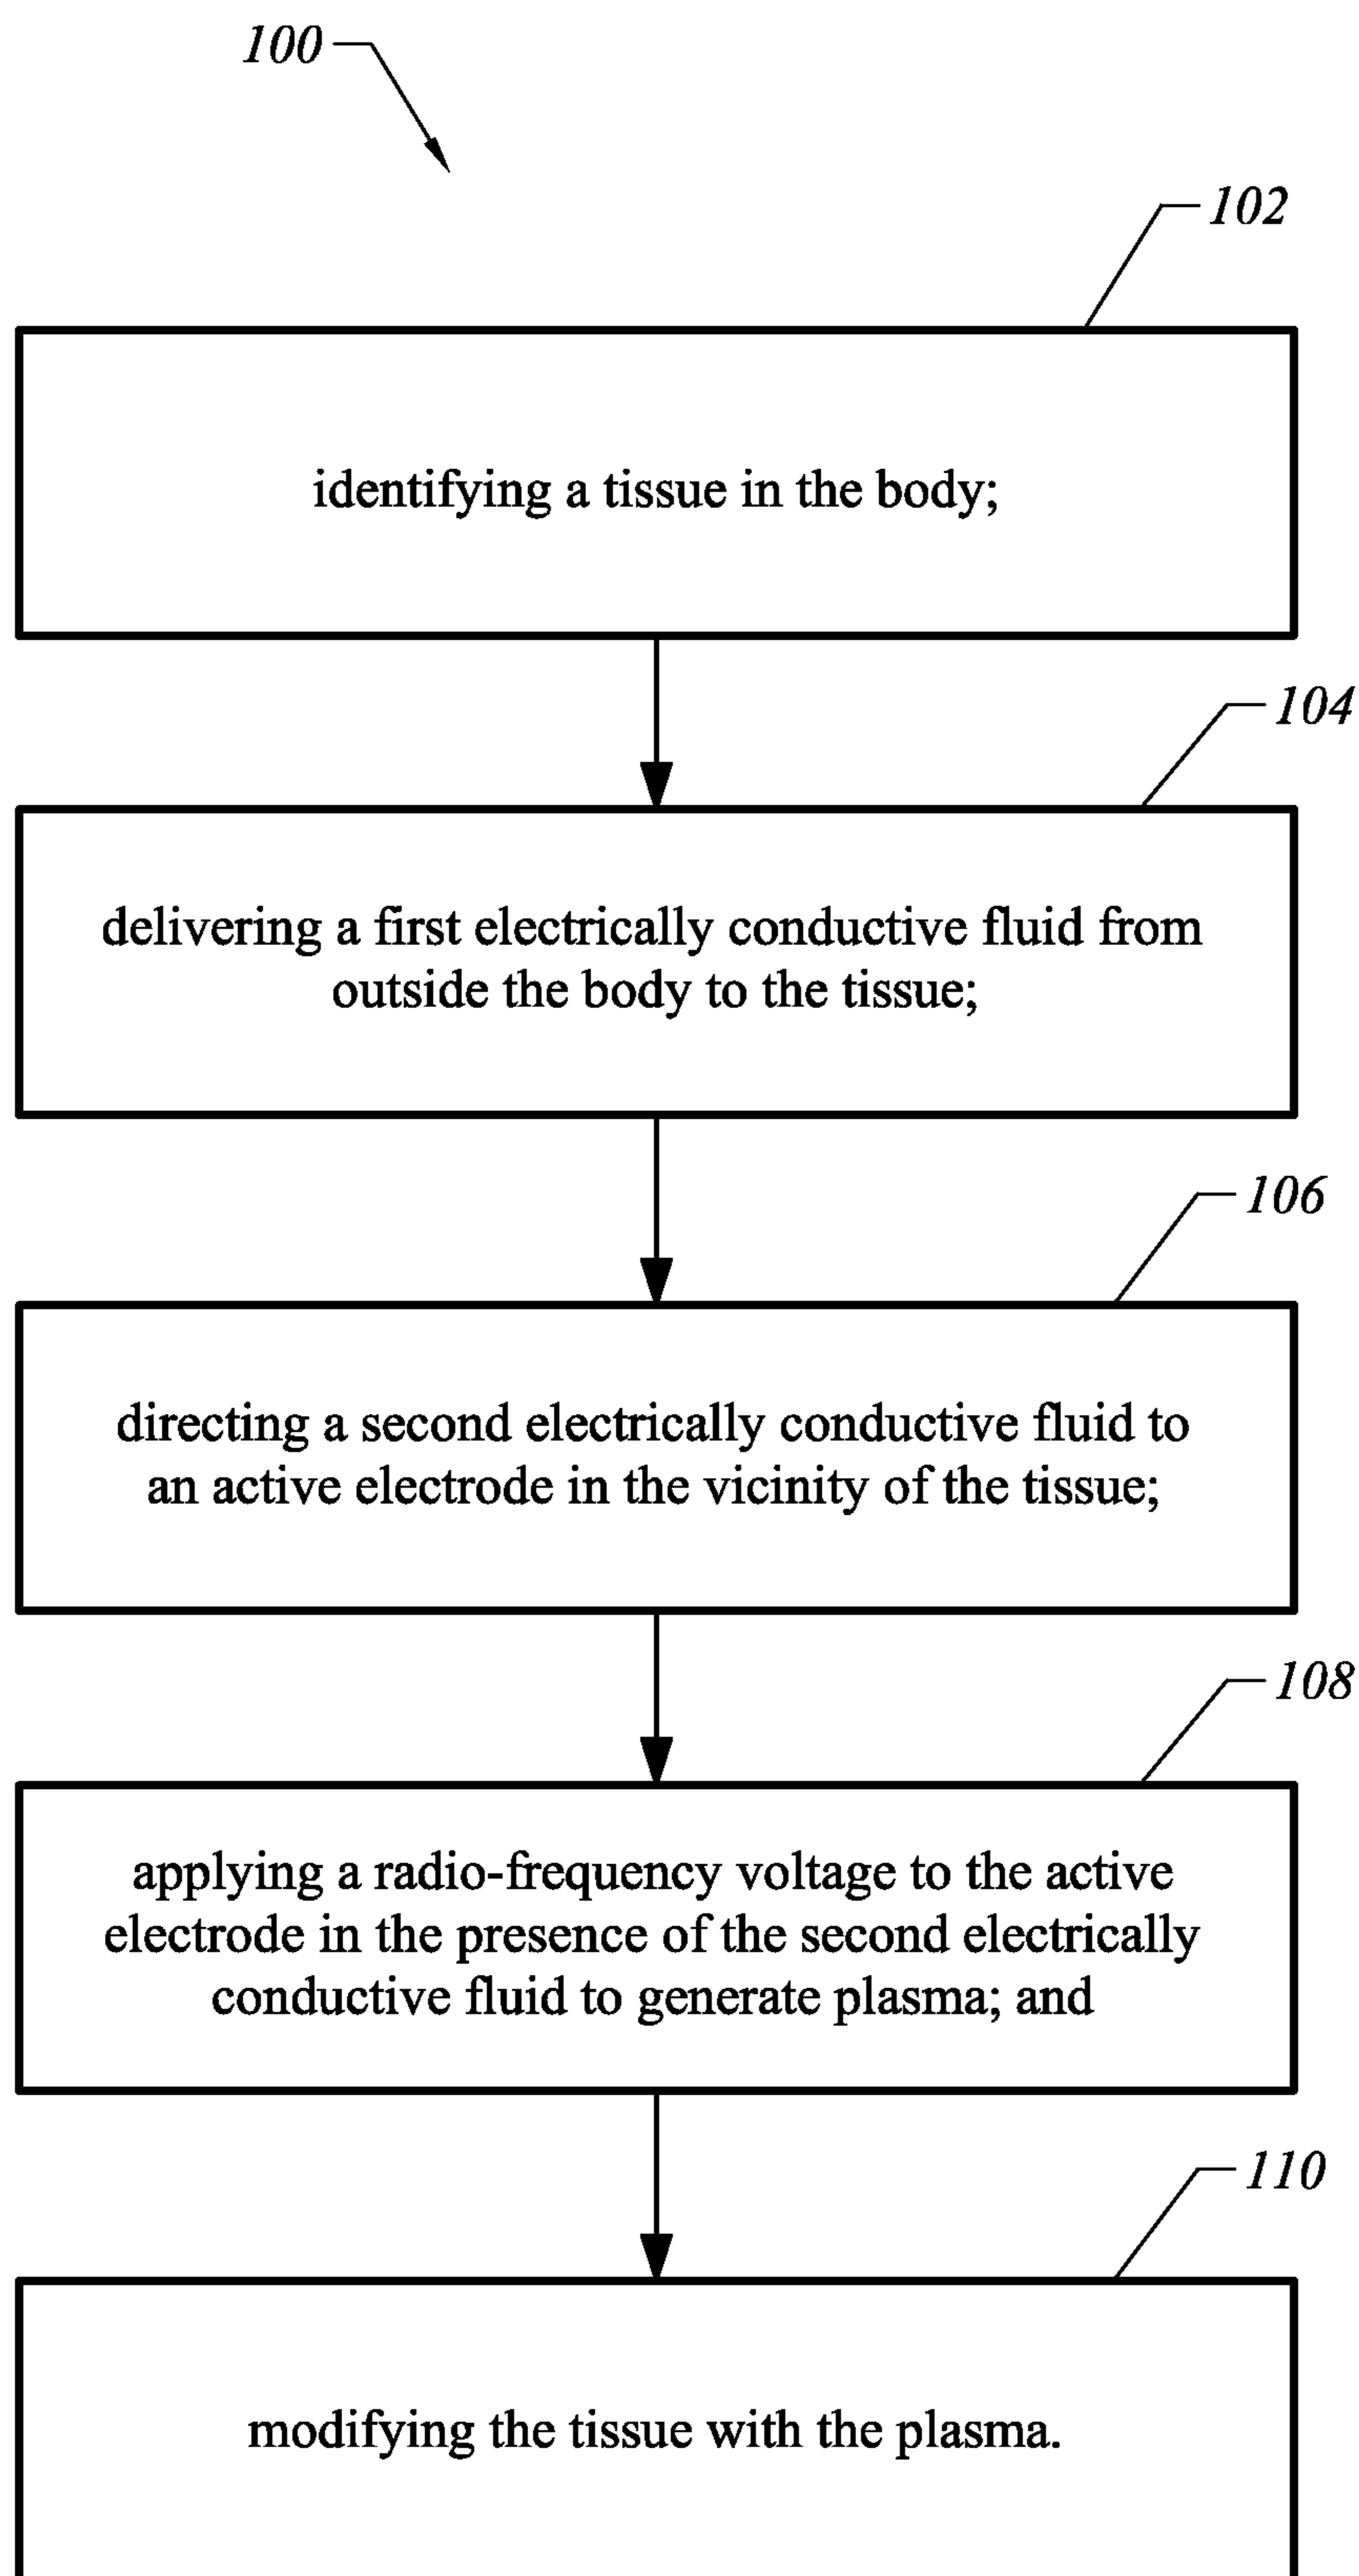 100
102
identifying a tissue in the body;
104
delivering a first electrically conductive fluid from
outside the body to the tissue;
106
directing a second electrically conductive fluid to
an active electrode in the vicinity of the tissue;
108
applying a radio-frequency voltage to the active
electrode in the presence of the second electrically
conductive fluid to generate plasma; and
110
modifying the tissue with the plasma.